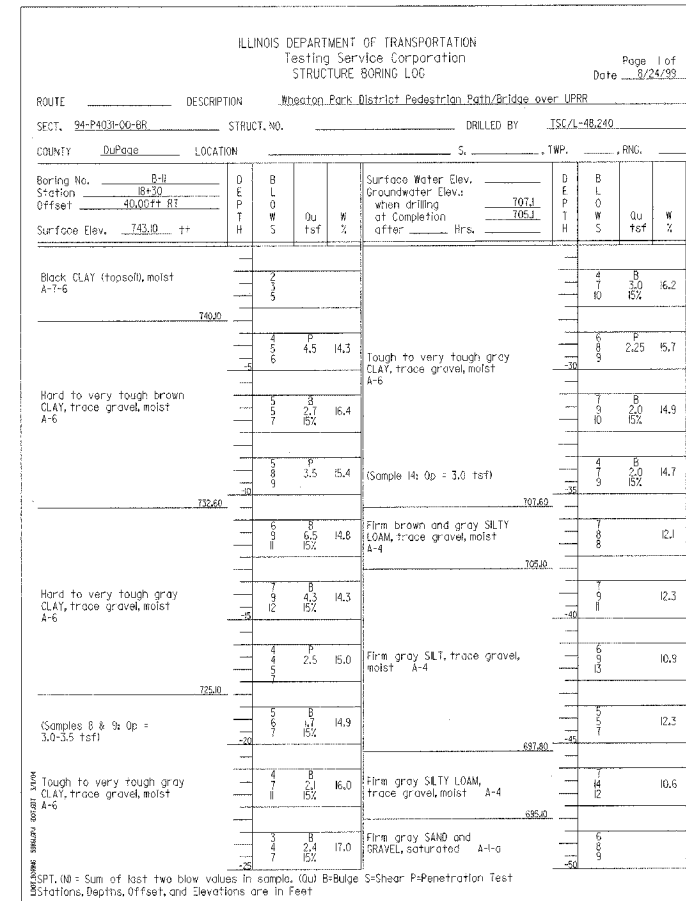 ILLINOIS DEPARTMENT OF TRANSPORTATION
Testing Service Corporation
STRUCTURE BORING LOG
Page 1 of
Date 8/24/99
ROUTE DESCRIPTION Wheaton Park District Pedestrian Path/Bridge over UPRR
SECT. 94-P4031-00-BR STRUCT. NO. DRILLED BY TSC/L-48,240
COUNTY DuPage LOCATION S. , TWP. , RNG.
Boring No. B-11
Station 18+30
Offset 40.00ft RT
Surface Elev. 743.10 ft
DEPTH
BLOWS
Qu tsf
W %
Surface Water Elev.
Groundwater Elev.:
when drilling 707.1
at Completion 705.1
after Hrs.
DEPTH
BLOWS
Qu tsf
W %
Black CLAY (topsoil), moist
A-7-6
2
3
5
740.10
4 P
5 4.5 14.3
6
-5
Hard to very tough brown
CLAY, trace gravel, moist
A-6
5 B
5 2.7 16.4
7 15%
5 P
8 3.5 15.4
9
-10
732.60
6 B
9 6.5 14.8
11 15%
Hard to very tough gray
CLAY, trace gravel, moist
A-6
7 B
9 4.3 14.3
12 15%
-15
4 P
4 2.5 15.0
5
7
725.10
(Samples 8 & 9: Qp =
3.0-3.5 tsf)
5 B
6 1.7 14.9
7 15%
-20
Tough to very tough gray
CLAY, trace gravel, moist
A-6
4 B
7 2.1 16.0
11 15%
3 B
4 2.4 17.0
7 15%
-25
4 B
7 3.0 16.2
10 15%
Tough to very tough gray
CLAY, trace gravel, moist
A-6
6 P
8 2.25 15.7
9
-30
7 B
9 2.0 14.9
10 15%
(Sample 14: Qp = 3.0 tsf)
4 B
7 2.0 14.7
9 15%
-35
707.60
Firm brown and gray SILTY
LOAM, trace gravel, moist
A-4
7
8 12.1
8
705.10
7
9 12.3
11
-40
Firm gray SILT, trace gravel,
moist A-4
6
9 10.9
13
5
5 12.3
7
-45
697.80
Firm gray SILTY LOAM,
trace gravel, moist A-4
7
14 10.6
12
695.10
Firm gray SAND and
GRAVEL, saturated A-1-a
6
8
9
-50
SPT. (N) = Sum of last two blow values in sample. (Qu) B=Bulge S=Shear P=Penetration Test
Stations, Depths, Offset, and Elevations are in Feet